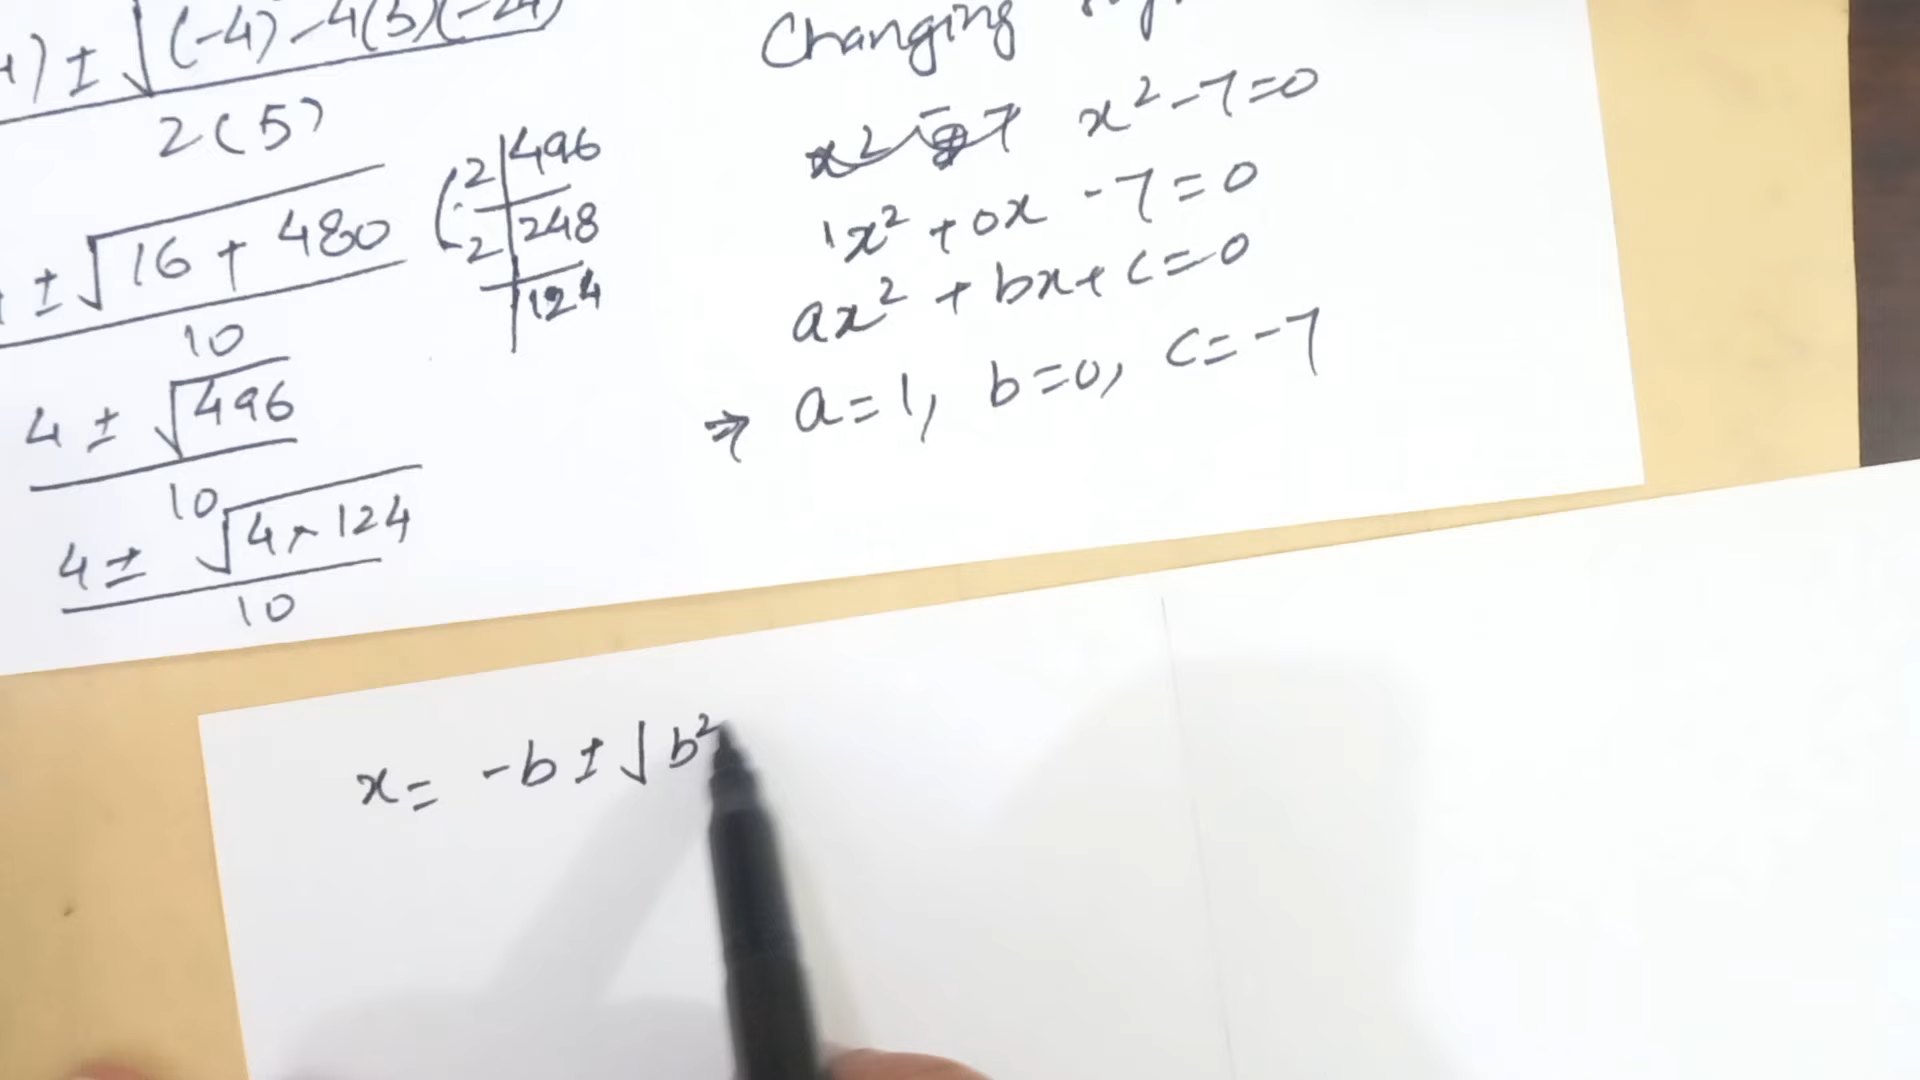 4) ± √(-4) - 4(5)(-24)
2(5)
± √16 + 480
10
2 | 496
2 | 248
124
4 ± √496
10
4 ± √4 × 124
10
Changing
x² - 7=0
1x² + 0x - 7=0
ax² + bx + c=0
⇒ a=1, b=0, c=-7
x= -b ± √b²